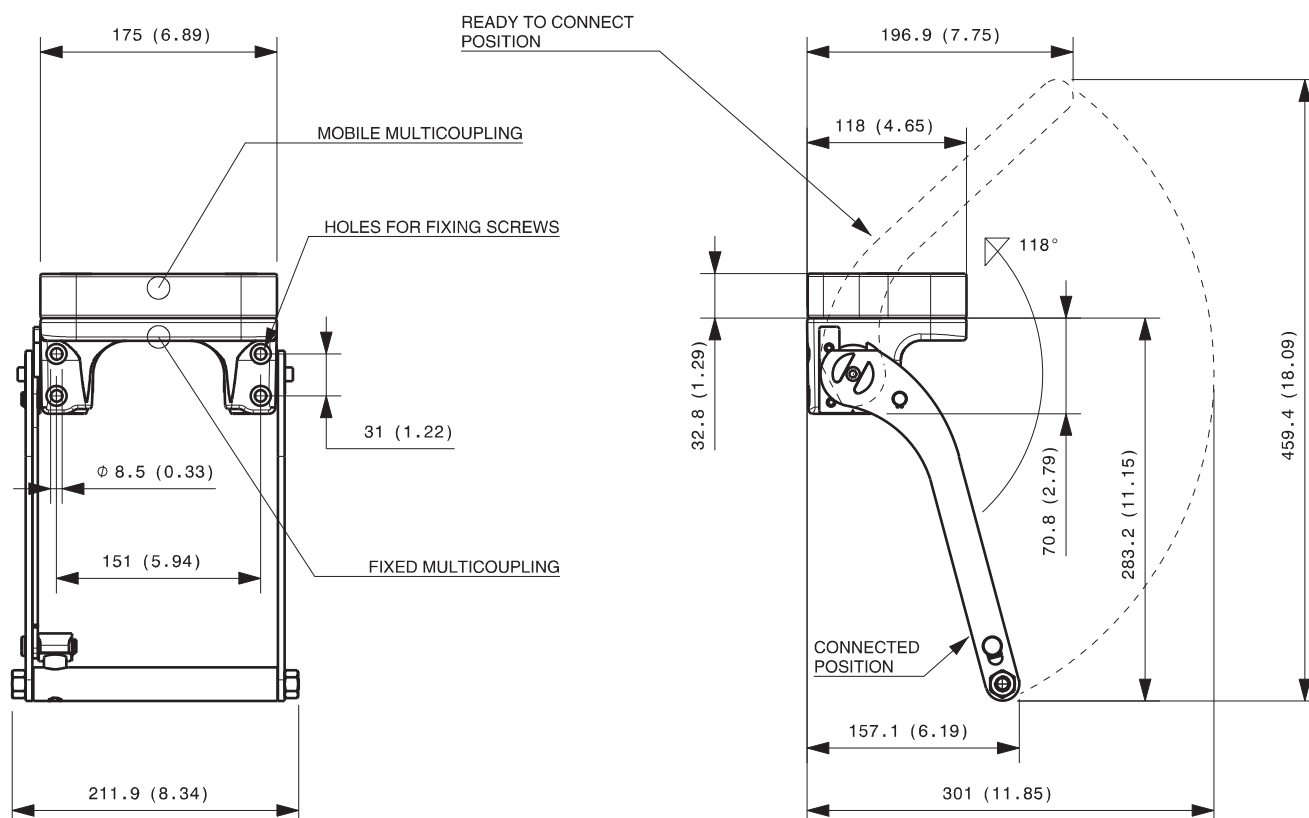 READY TO CONNECT
POSITION
175 (6.89)
196.9 (7.75)
MOBILE MULTICOUPLING
118 (4.65)
HOLES FOR FIXING SCREWS
118°
32.8 (1.29)
459.4 (18.09)
31 (1.22)
Φ 8.5 (0.33)
70.8 (2.79)
283.2 (11.15)
151 (5.94)
FIXED MULTICOUPLING
CONNECTED
POSITION
157.1 (6.19)
211.9 (8.34)
301 (11.85)